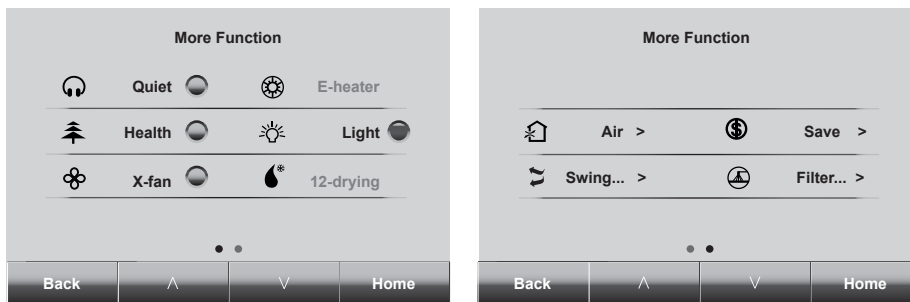 More Function
Quiet E-heater
Health Light
X-fan 12-drying
Back ∧ ∨ Home
More Function
Air > Save >
Swing... > Filter... >
Back ∧ ∨ Home